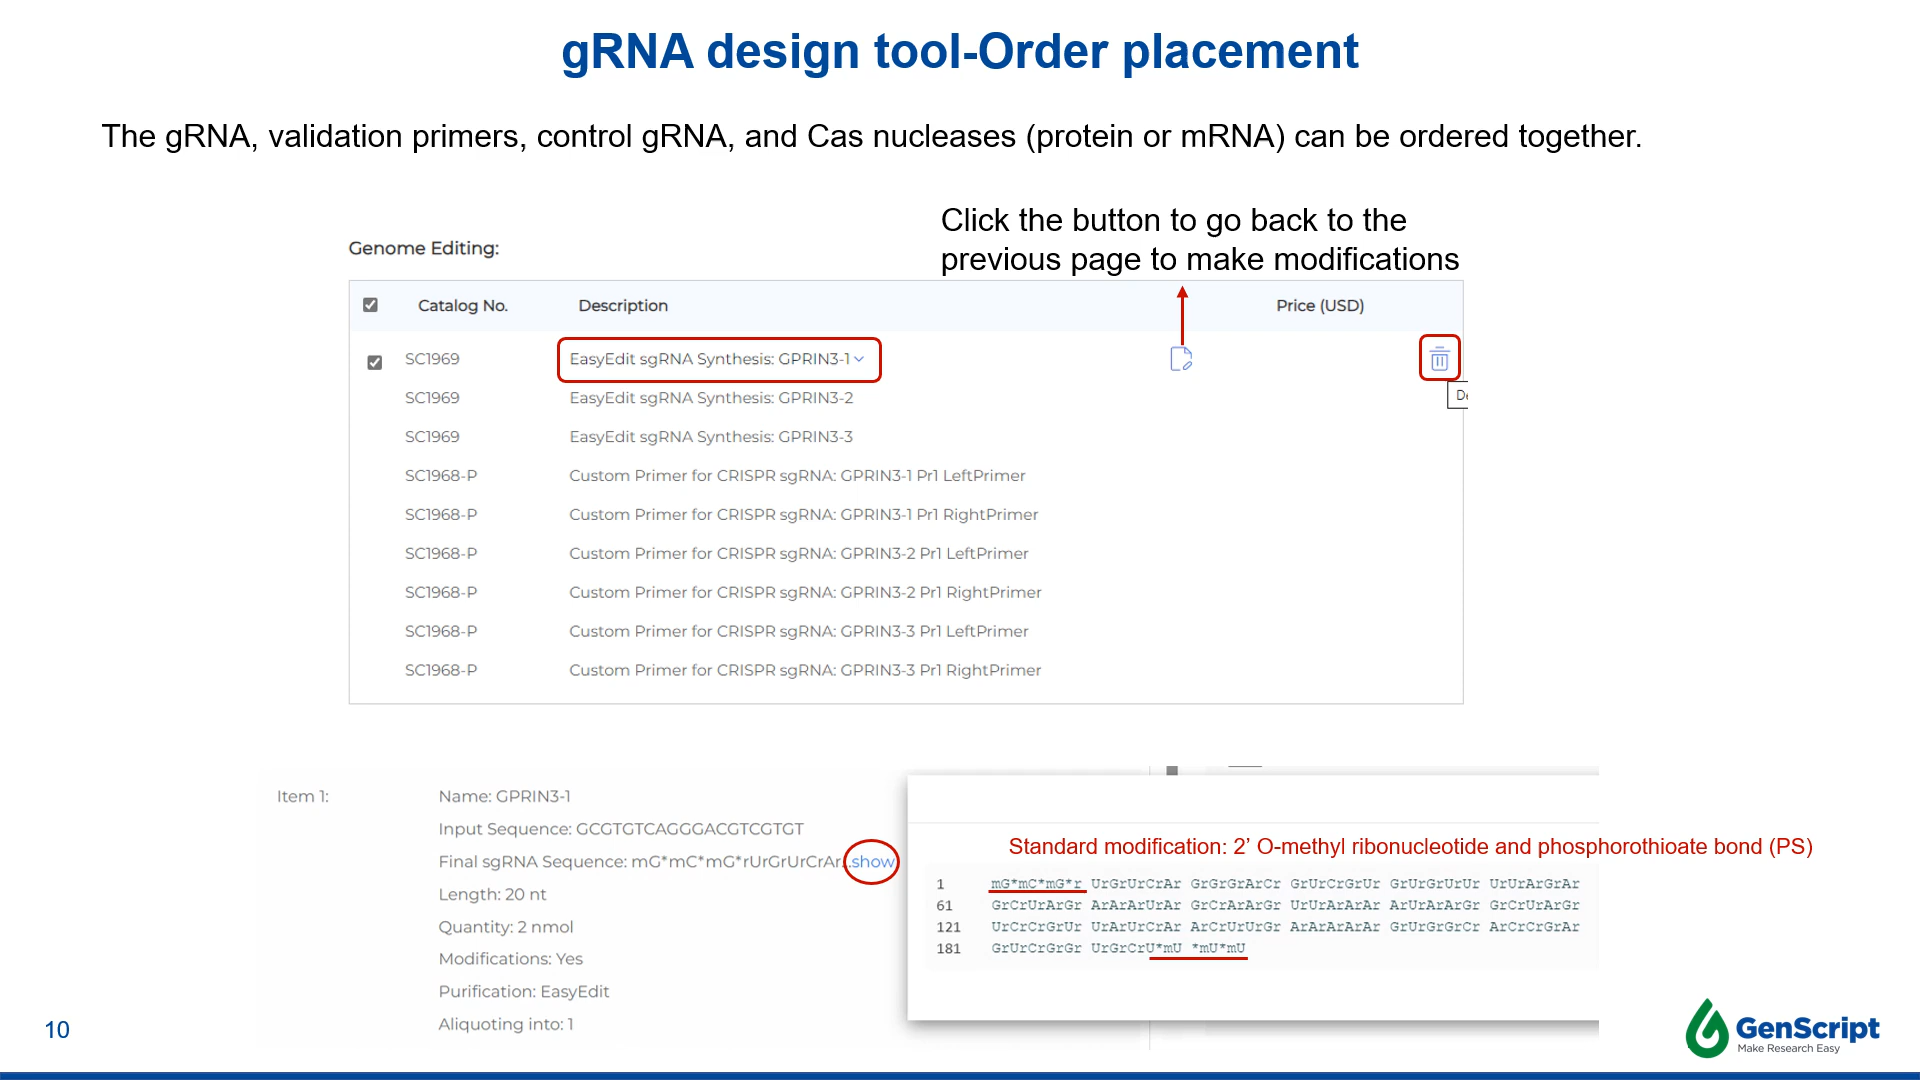 gRNA design tool-Order placement
The gRNA, validation primers, control gRNA, and Cas nucleases (protein or mRNA) can be ordered together.
Click the button to go back to the
previous page to make modifications
Genome Editing:
Catalog No. Description Price (USD)
SC1969 EasyEdit sgRNA Synthesis: GPRIN3-1
SC1969 EasyEdit sgRNA Synthesis: GPRIN3-2
SC1969 EasyEdit sgRNA Synthesis: GPRIN3-3
SC1968-P Custom Primer for CRISPR sgRNA: GPRIN3-1 Pr1 LeftPrimer
SC1968-P Custom Primer for CRISPR sgRNA: GPRIN3-1 Pr1 RightPrimer
SC1968-P Custom Primer for CRISPR sgRNA: GPRIN3-2 Pr1 LeftPrimer
SC1968-P Custom Primer for CRISPR sgRNA: GPRIN3-2 Pr1 RightPrimer
SC1968-P Custom Primer for CRISPR sgRNA: GPRIN3-3 Pr1 LeftPrimer
SC1968-P Custom Primer for CRISPR sgRNA: GPRIN3-3 Pr1 RightPrimer
Item 1: Name: GPRIN3-1
Input Sequence: GCGTGTCAGGGACGTCGTGT
Final sgRNA Sequence: mG*mC*mG*rUrGrUrCrAr...show
Length: 20 nt
Quantity: 2 nmol
Modifications: Yes
Purification: EasyEdit
Aliquoting into: 1
Standard modification: 2’ O-methyl ribonucleotide and phosphorothioate bond (PS)
1 mG*mC*mG*r UrGrUrCrAr GrGrGrArCr GrUrCrGrUr GrUrGrUrUr UrUrArGrAr
61 GrCrUrArGr ArArArUrAr GrCrArArGr UrUrArArAr ArUrArArGr GrCrUrArGr
121 UrCrCrGrUr UrArUrCrAr ArCrUrUrGr ArArArArAr GrUrGrGrCr ArCrCrGrAr
181 GrUrCrGrGr UrGrCrU*mU *mU*mU
10
GenScript
Make Research Easy